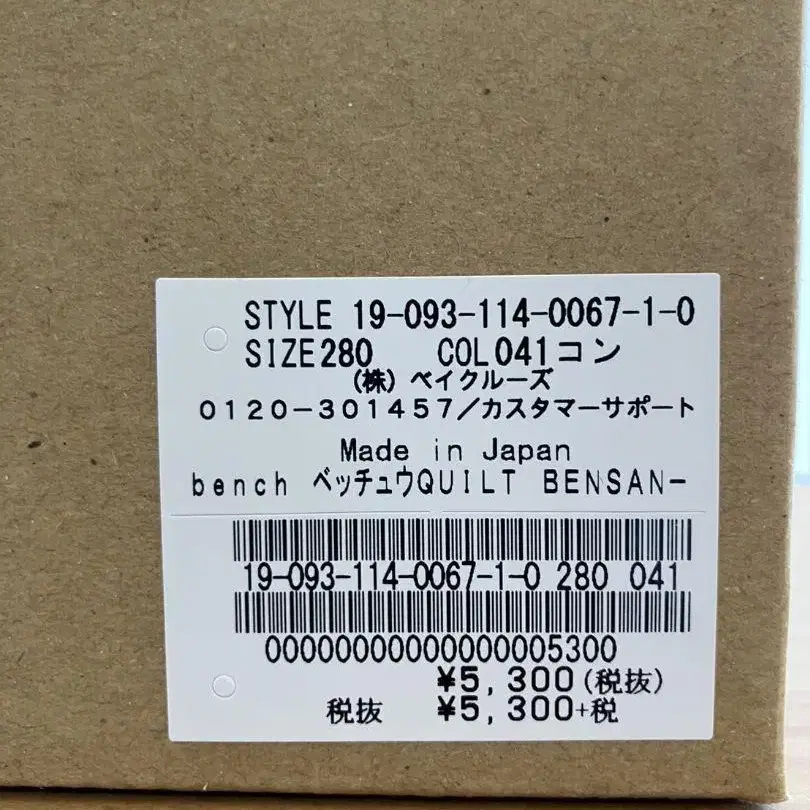 STYLE 19-093-114-0067-1-0
SIZE280 COL041コン
(株) ベイクルーズ
0120-301457/カスタマーサポート
Made in Japan
bench ベッチュウQUILT BENSAN-
19-093-114-0067-1-0 280 041
00000000000000005300
¥5,300(税抜)
税抜 ¥5,300+税